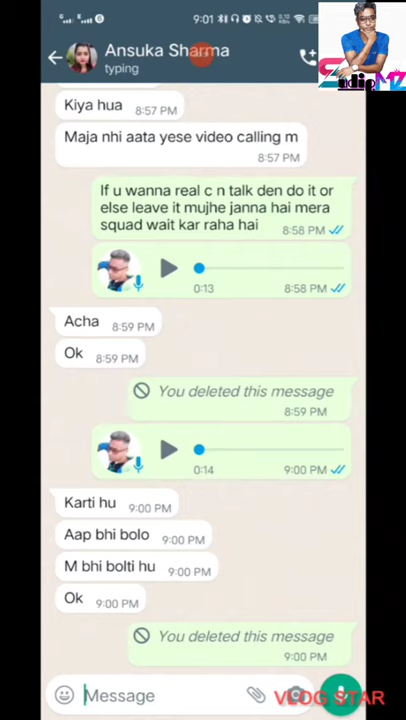 9:01
Ansuka Sharma
typing
Kiya hua 8:57 PM
Maja nhi aata yese video calling m
8:57 PM
If u wanna real c n talk den do it or
else leave it mujhe janna hai mera
squad wait kar raha hai 8:58 PM
0:13 8:58 PM
Acha 8:59 PM
Ok 8:59 PM
You deleted this message
8:59 PM
0:14 9:00 PM
Karti hu 9:00 PM
Aap bhi bolo 9:00 PM
M bhi bolti hu 9:00 PM
Ok 9:00 PM
You deleted this message
9:00 PM
Message
VLOG STAR